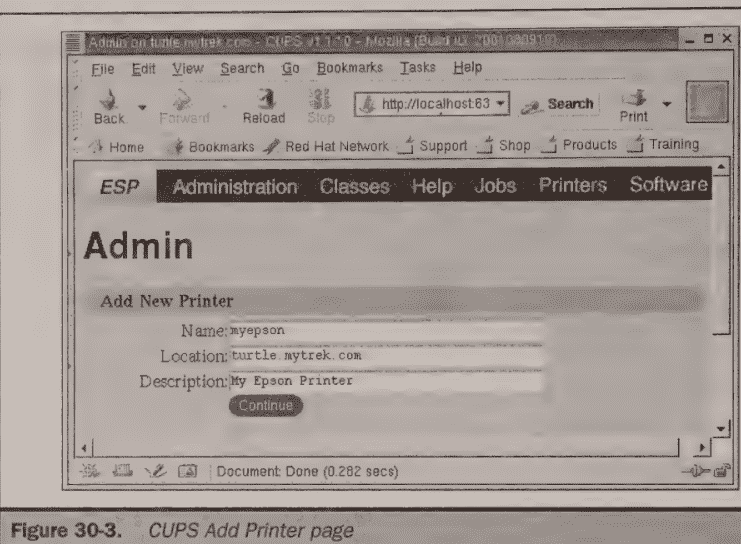 Admin on turtle.mytrek.com - CUPS v1.1.10 - Mozilla
File Edit View Search Go Bookmarks Tasks Help
Back Forward Reload Stop http://localhost:63 Search Print
Home Bookmarks Red Hat Network Support Shop Products Training
ESP Administration Classes Help Jobs Printers Software
Admin
Add New Printer
Name: myepson
Location: turtle.mytrek.com
Description: My Epson Printer
Continue
Document: Done (0.282 secs)
Figure 30-3. CUPS Add Printer page